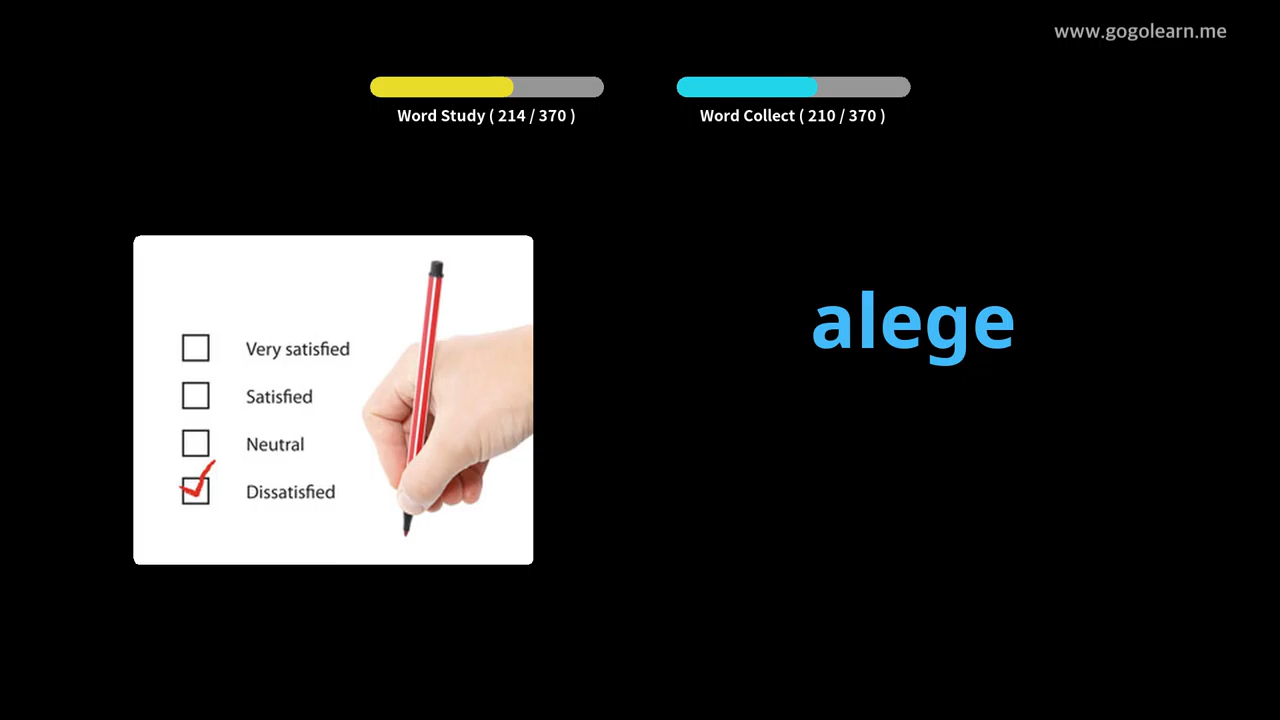 www.gogolearn.me
Word Study ( 214 / 370 )
Word Collect ( 210 / 370 )
alege
Very satisfied
Satisfied
Neutral
Dissatisfied